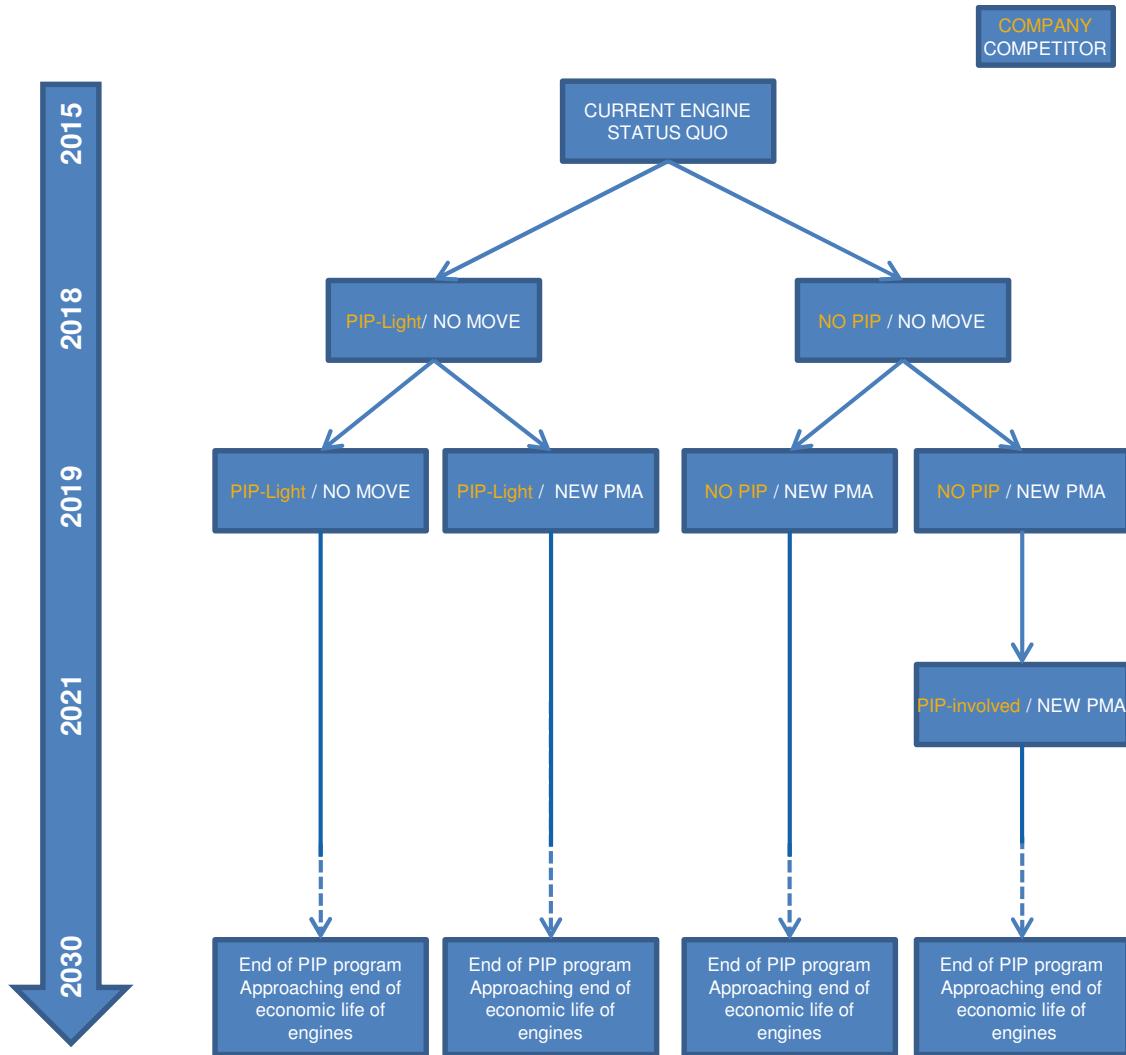 COMPANY
COMPETITOR
2015
CURRENT ENGINE
STATUS QUO
2018
PIP-Light/ NO MOVE
NO PIP / NO MOVE
2019
PIP-Light / NO MOVE
PIP-Light / NEW PMA
NO PIP / NEW PMA
NO PIP / NEW PMA
2021
PIP-involved / NEW PMA
2030
End of PIP program
Approaching end of
economic life of
engines
End of PIP program
Approaching end of
economic life of
engines
End of PIP program
Approaching end of
economic life of
engines
End of PIP program
Approaching end of
economic life of
engines